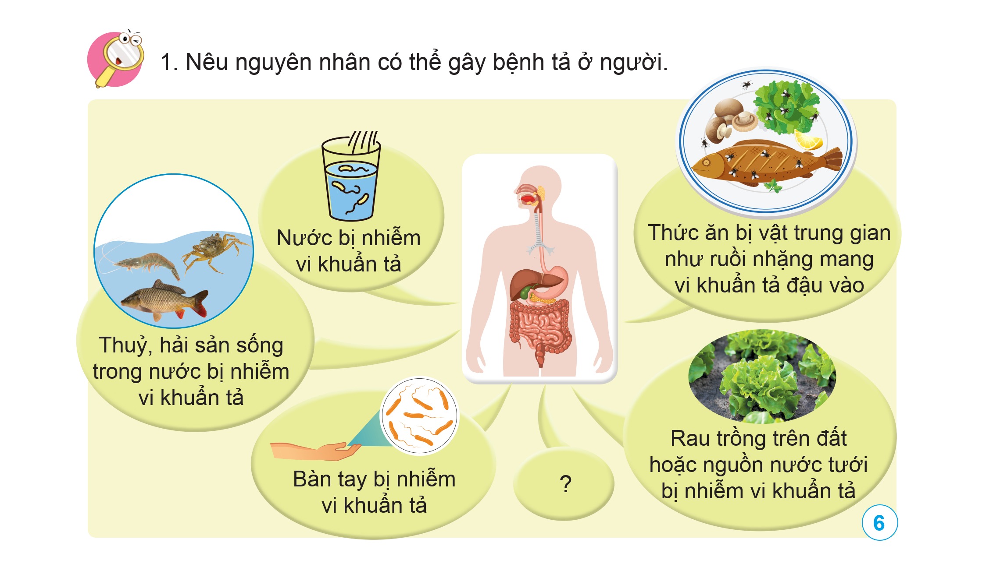 1. Nêu nguyên nhân có thể gây bệnh tả ở người.
Nước bị nhiễm
vi khuẩn tả
Thức ăn bị vật trung gian
như ruồi nhặng mang
vi khuẩn tả đậu vào
Thuỷ, hải sản sống
trong nước bị nhiễm
vi khuẩn tả
Bàn tay bị nhiễm
vi khuẩn tả
?
Rau trồng trên đất
hoặc nguồn nước tưới
bị nhiễm vi khuẩn tả
6